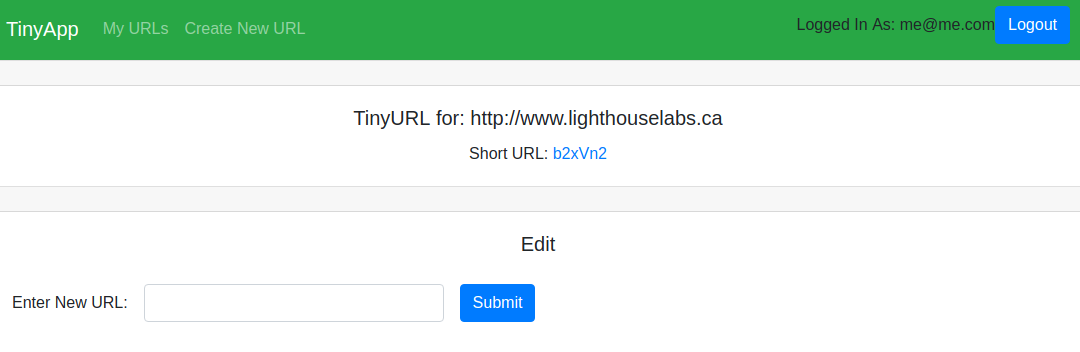 TinyApp My URLs Create New URL Logged In As: me@me.com Logout
TinyURL for: http://www.lighthouselabs.ca
Short URL: b2xVn2
Edit
Enter New URL: Submit